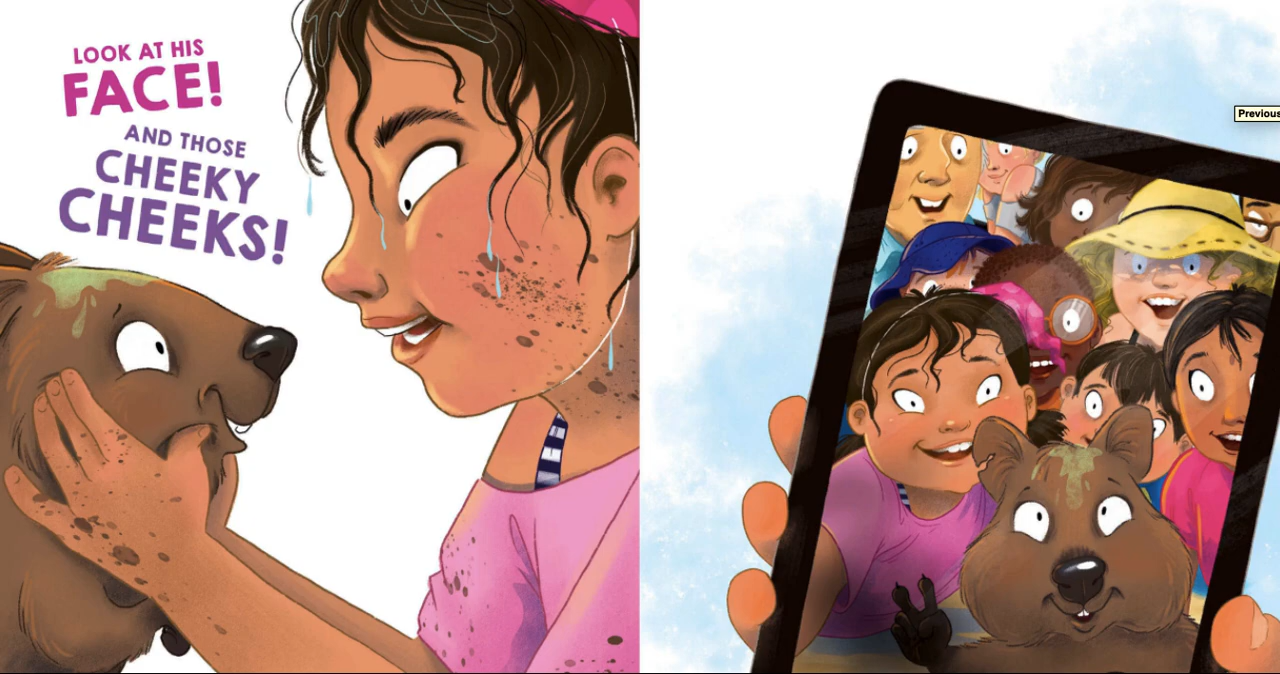 LOOK AT HIS
FACE!
AND THOSE
CHEEKY
CHEEKS!
Previous